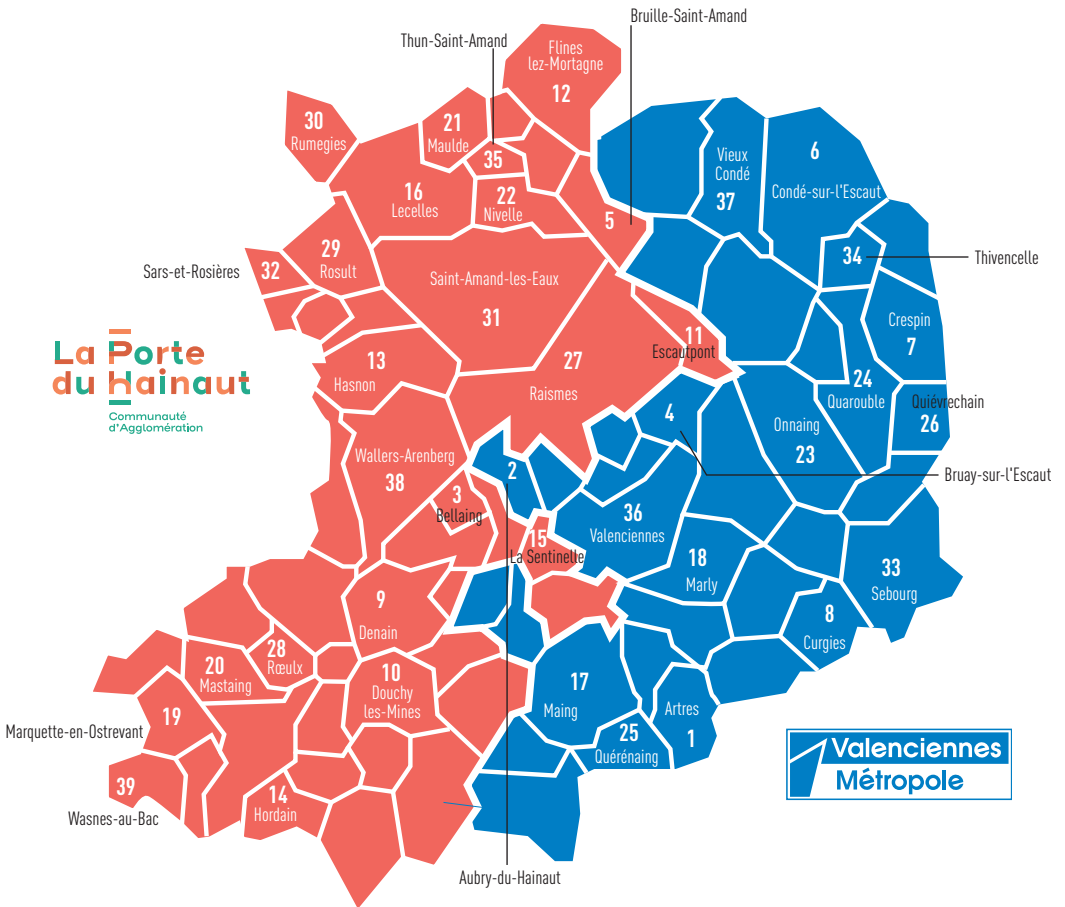 Bruille-Saint-Amand
Thun-Saint-Amand
Flines
lez-Mortagne
12
30
Rumegies
21
Maulde
35
6
Condé-sur-l'Escaut
Vieux
Condé
37
16
Lecelles
22
Nivelle
5
29
Rosult
Sars-et-Rosières
32
34
Thivencelle
Saint-Amand-les-Eaux
31
Crespin
7
La Porte
du Hainaut
Communauté
d'Agglomération
11
Escautpont
13
Hasnon
27
Raismes
24
Quarouble
Quiévrechain
26
4
Onnaing
23
Wallers-Arenberg
38
2
Bruay-sur-l'Escaut
3
Bellaing
36
Valenciennes
15
La Sentinelle
18
Marly
33
Sebourg
9
Denain
8
Curgies
28
Rœulx
20
Mastaing
10
Douchy
les-Mines
17
Maing
19
Marquette-en-Ostrevant
Artres
1
25
Quérénaing
Valenciennes
Métropole
39
Wasnes-au-Bac
14
Hordain
Aubry-du-Hainaut